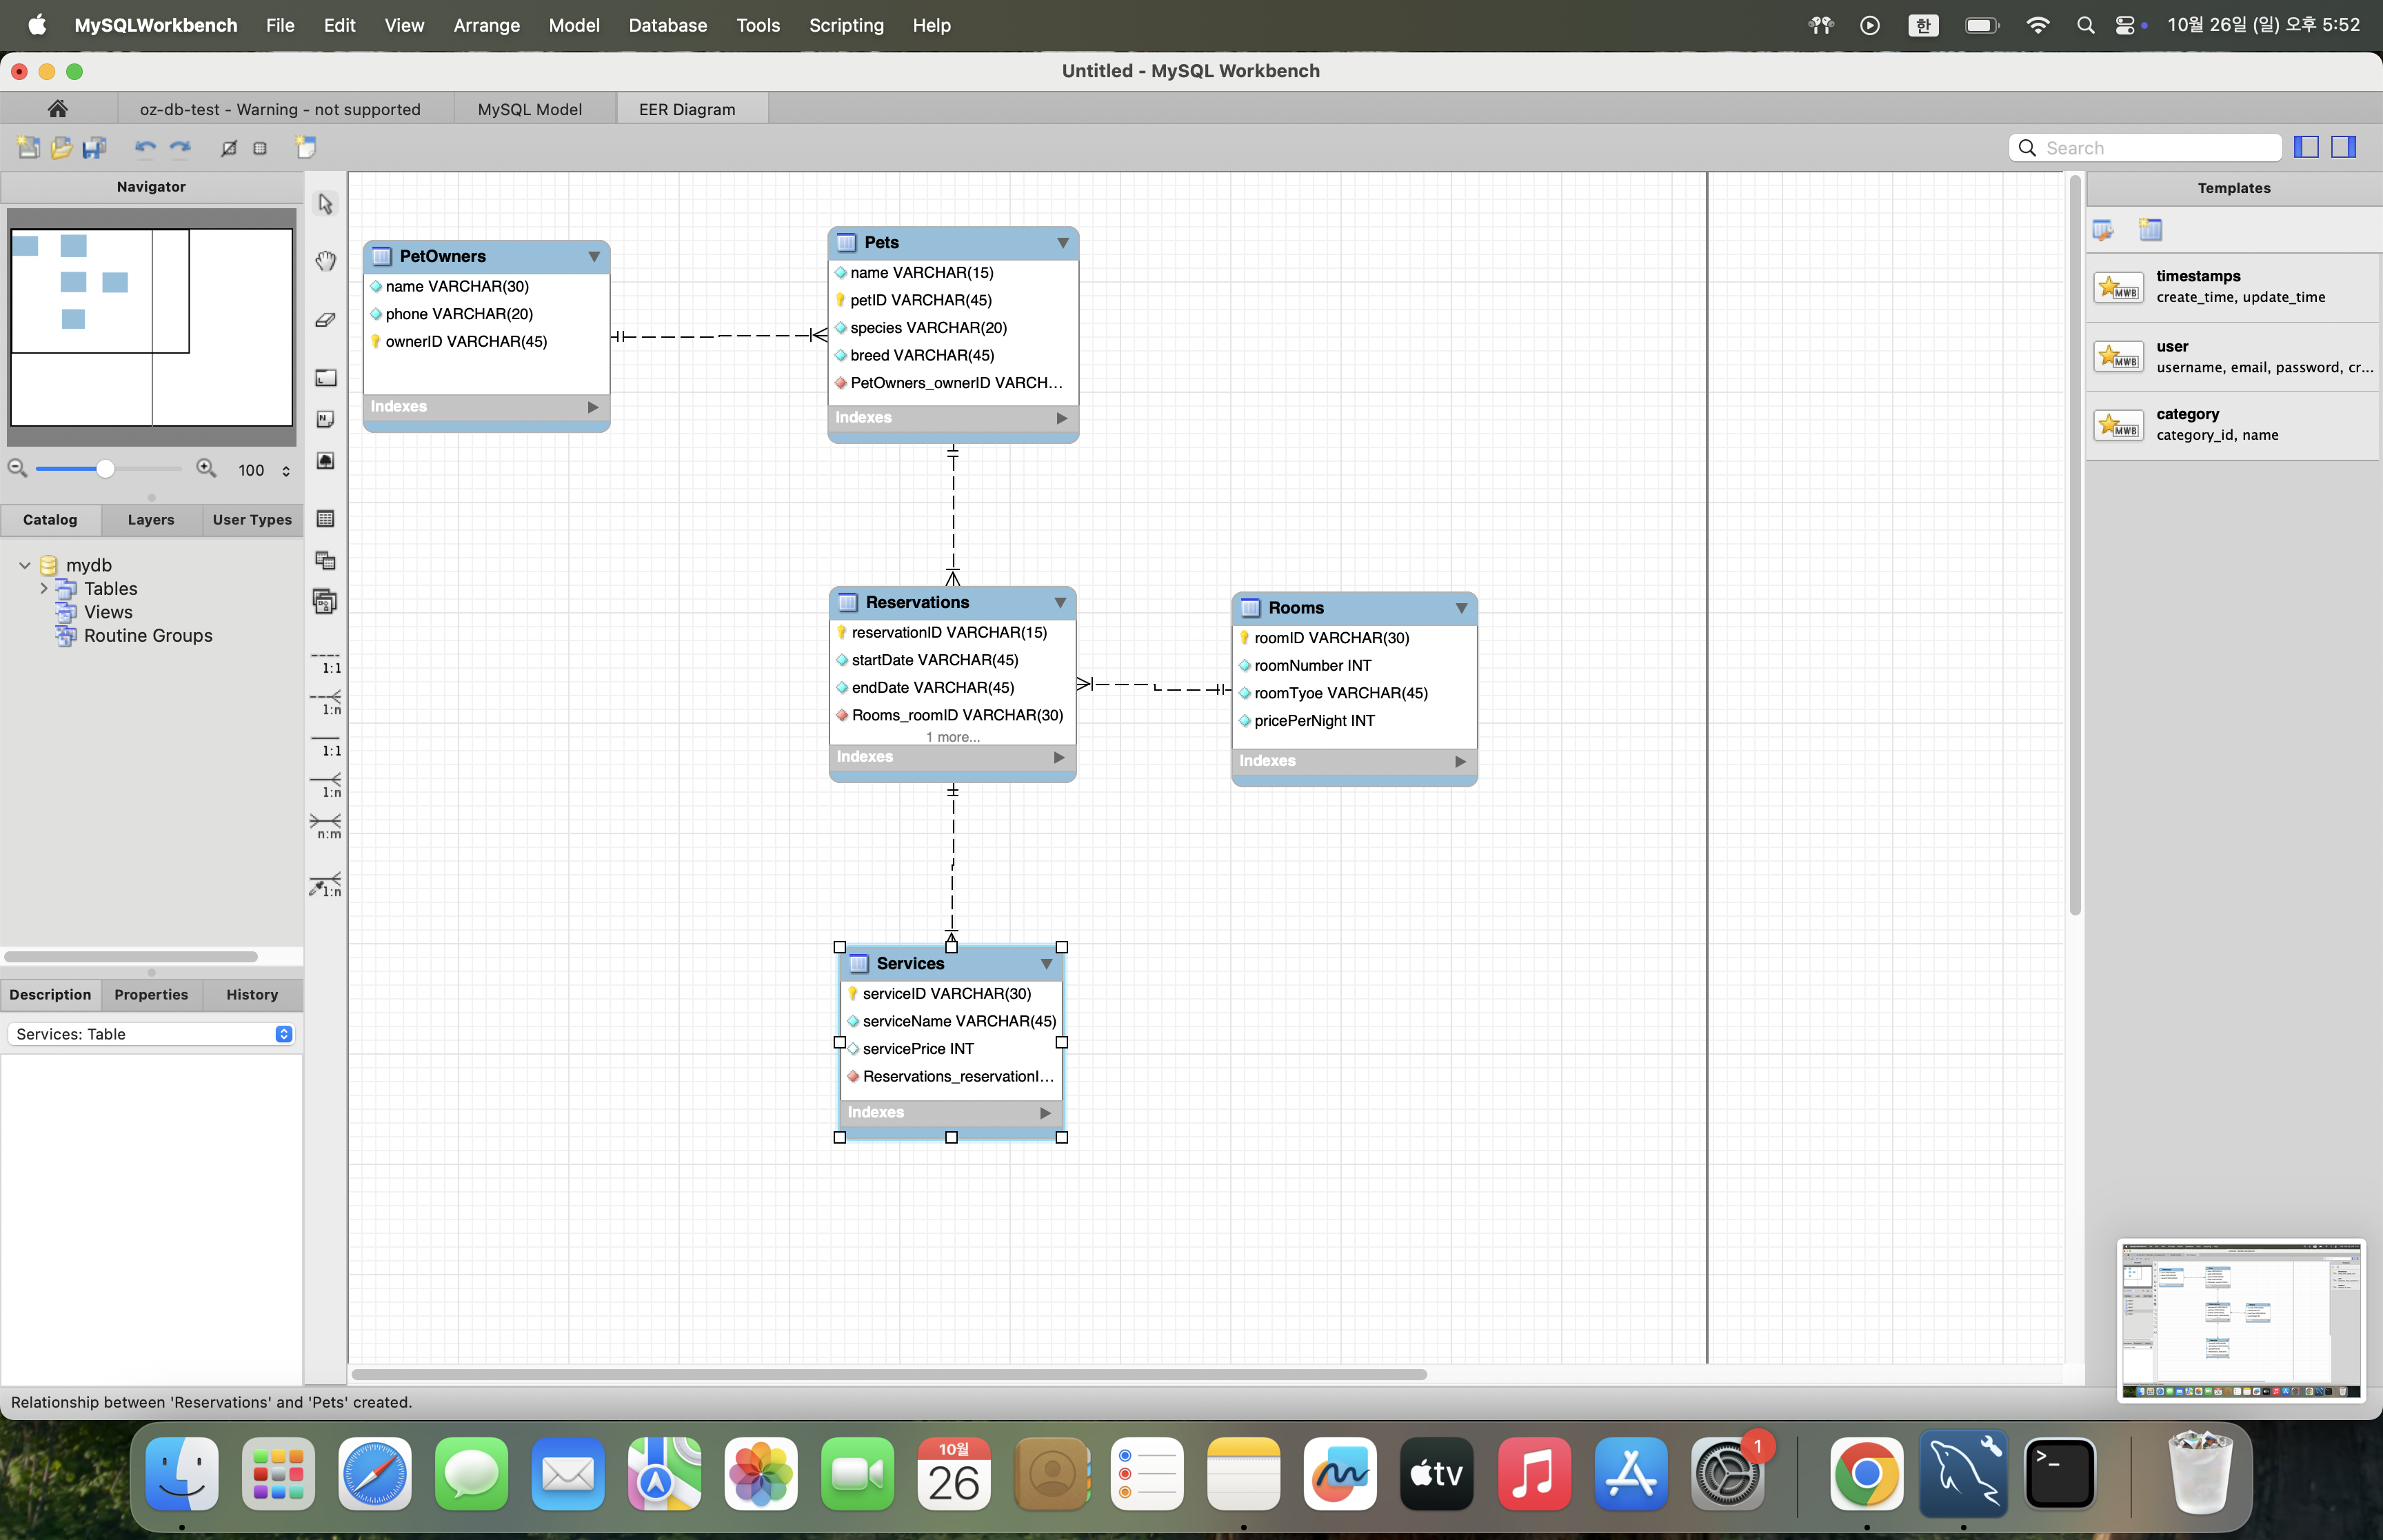 MySQLWorkbench File Edit View Arrange Model Database Tools Scripting Help 한 10월 26일 (일) 오후 5:52
Untitled - MySQL Workbench
oz-db-test - Warning - not supported MySQL Model EER Diagram
Search
Navigator
100
Catalog Layers User Types
mydb
Tables
Views
Routine Groups
Description Properties History
Services: Table
1:1
1:n
1:1
1:n
n:m
1:n
PetOwners
name VARCHAR(30)
phone VARCHAR(20)
ownerID VARCHAR(45)
Indexes
Pets
name VARCHAR(15)
petID VARCHAR(45)
species VARCHAR(20)
breed VARCHAR(45)
PetOwners_ownerID VARCH...
Indexes
Reservations
reservationID VARCHAR(15)
startDate VARCHAR(45)
endDate VARCHAR(45)
Rooms_roomID VARCHAR(30)
1 more...
Indexes
Rooms
roomID VARCHAR(30)
roomNumber INT
roomTyoe VARCHAR(45)
pricePerNight INT
Indexes
Services
serviceID VARCHAR(30)
serviceName VARCHAR(45)
servicePrice INT
Reservations_reservationI...
Indexes
Templates
MWB
timestamps
create_time, update_time
MWB
user
username, email, password, cr...
MWB
category
category_id, name
Relationship between 'Reservations' and 'Pets' created.
10월
26
tv
1
>_